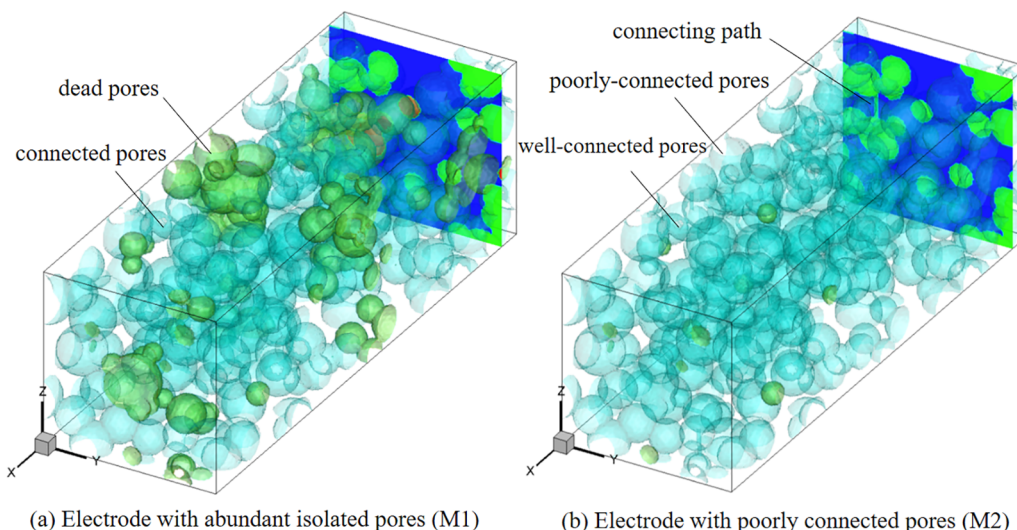 dead pores
connected pores
Z
X
Y
(a) Electrode with abundant isolated pores (M1)
connecting path
poorly-connected pores
well-connected pores
Z
X
Y
(b) Electrode with poorly connected pores (M2)